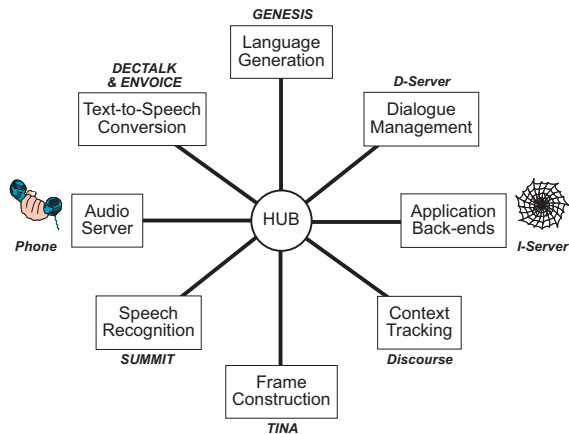 GENESIS
Language
Generation
DECTALK
& ENVOICE
Text-to-Speech
Conversion
D-Server
Dialogue
Management
Phone
Audio
Server
HUB
Application
Back-ends
I-Server
Speech
Recognition
SUMMIT
Context
Tracking
Discourse
Frame
Construction
TINA